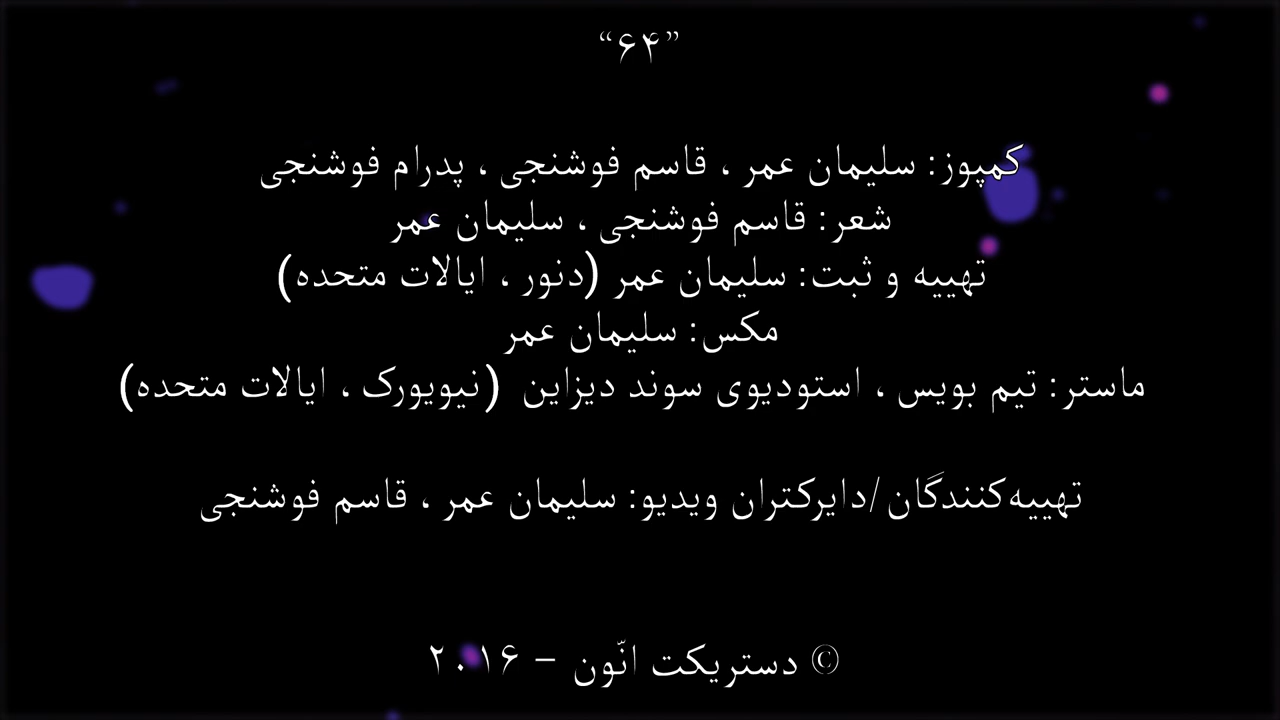 “۶۴”
کمپوز: سلیمان عمر ، قاسم فوشنجی ، پدرام فوشنجی
شعر: قاسم فوشنجی ، سلیمان عمر
تهییه و ثبت: سلیمان عمر (دنور ، ایالات متحده)
مکس: سلیمان عمر
ماستر: تیم بویس ، استودیوی سوند دیزاین (نیویورک ، ایالات متحده)
تهییه‌کنندگان/دایرکتران ویدیو: سلیمان عمر ، قاسم فوشنجی
© دستریکت انّون – ۲۰۱۶